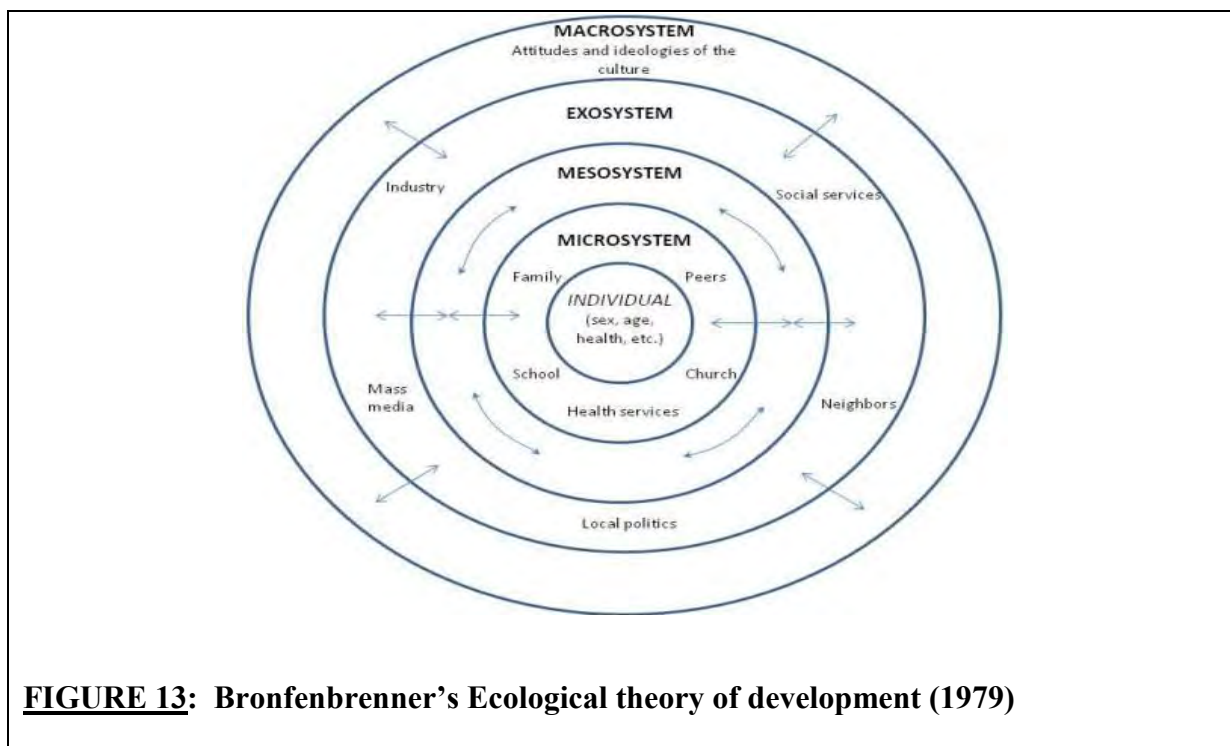 MACROSYSTEM
Attitudes and ideologies of the
culture
EXOSYSTEM
MESOSYSTEM
Industry
Social services
MICROSYSTEM
Family
Peers
INDIVIDUAL
(sex, age,
health, etc.)
School
Church
Mass
media
Health services
Neighbors
Local politics
FIGURE 13: Bronfenbrenner’s Ecological theory of development (1979)